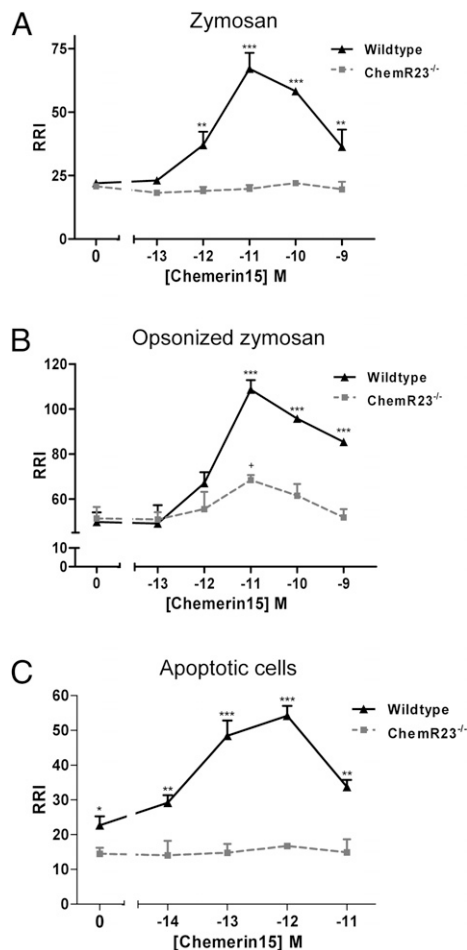 A
Zymosan
75
50
25
0
RRI
***
***
**
**
Wildtype
ChemR23-/-
0
-13
-12
-11
-10
-9
[Chemerin15] M
B
Opsonized zymosan
120
100
80
60
10
0
RRI
***
***
***
+
Wildtype
ChemR23-/-
0
-13
-12
-11
-10
-9
[Chemerin15] M
C
Apoptotic cells
60
50
40
30
20
10
0
RRI
*
**
***
***
**
Wildtype
ChemR23-/-
0
-14
-13
-12
-11
[Chemerin15] M